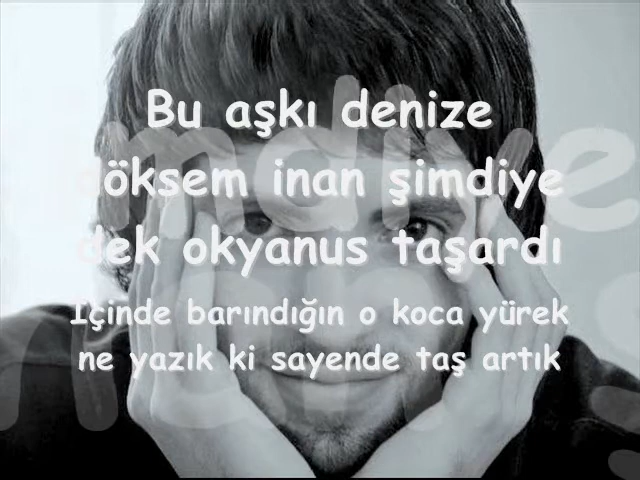 Bu aşkı denize
döksem inan şimdiye
dek okyanus taşardı
İçinde barındığın o koca yürek
ne yazık ki sayende taş artık